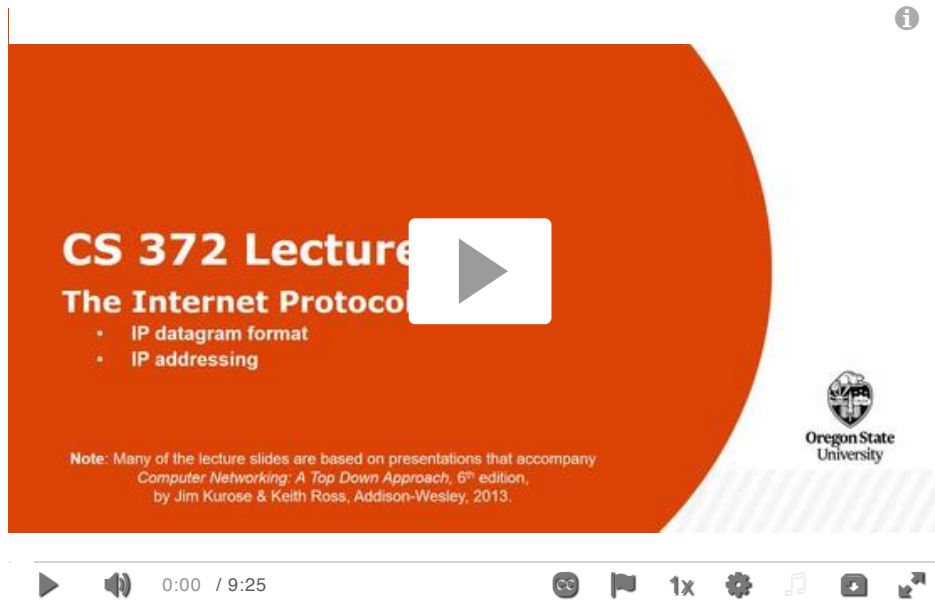 CS 372 Lecture
The Internet Protocol
• IP datagram format
• IP addressing
Note: Many of the lecture slides are based on presentations that accompany
Computer Networking: A Top Down Approach, 6th edition,
by Jim Kurose & Keith Ross, Addison-Wesley, 2013.
Oregon State
University
0:00 / 9:25 CC 1x